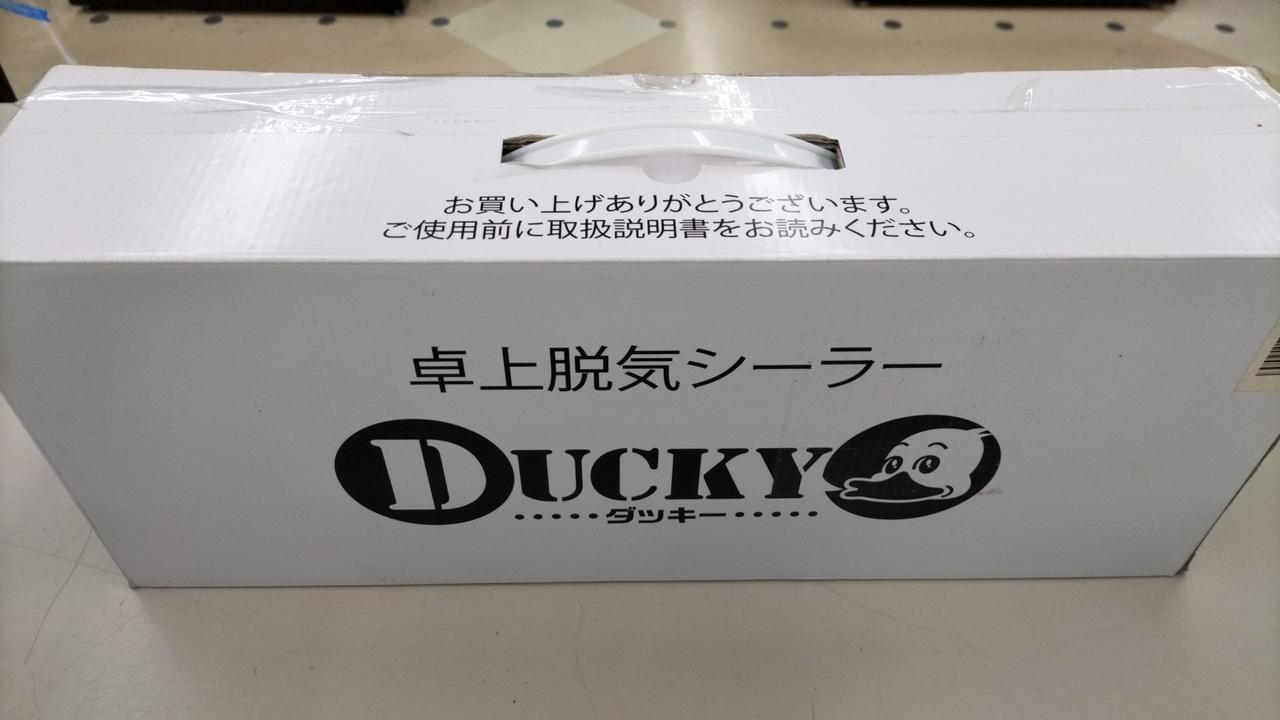 お買い上げありがとうございます。
ご使用前に取扱説明書をお読みください。
卓上脱気シーラー
DUCKY
・・・・・ダッキー・・・・・